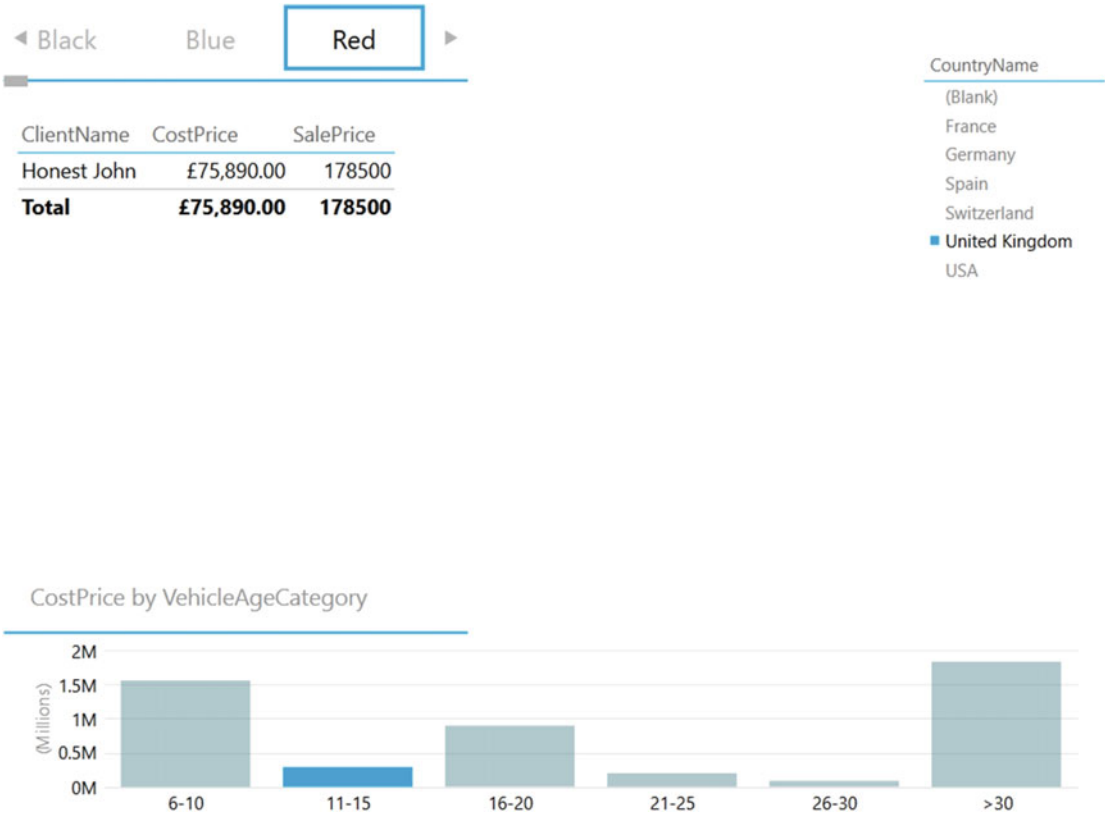 Black Blue Red
CountryName
(Blank)
France
Germany
Spain
Switzerland
United Kingdom
USA
ClientName CostPrice SalePrice
Honest John £75,890.00 178500
Total £75,890.00 178500
CostPrice by VehicleAgeCategory
(Millions)
2M
1.5M
1M
0.5M
0M
6-10 11-15 16-20 21-25 26-30 >30